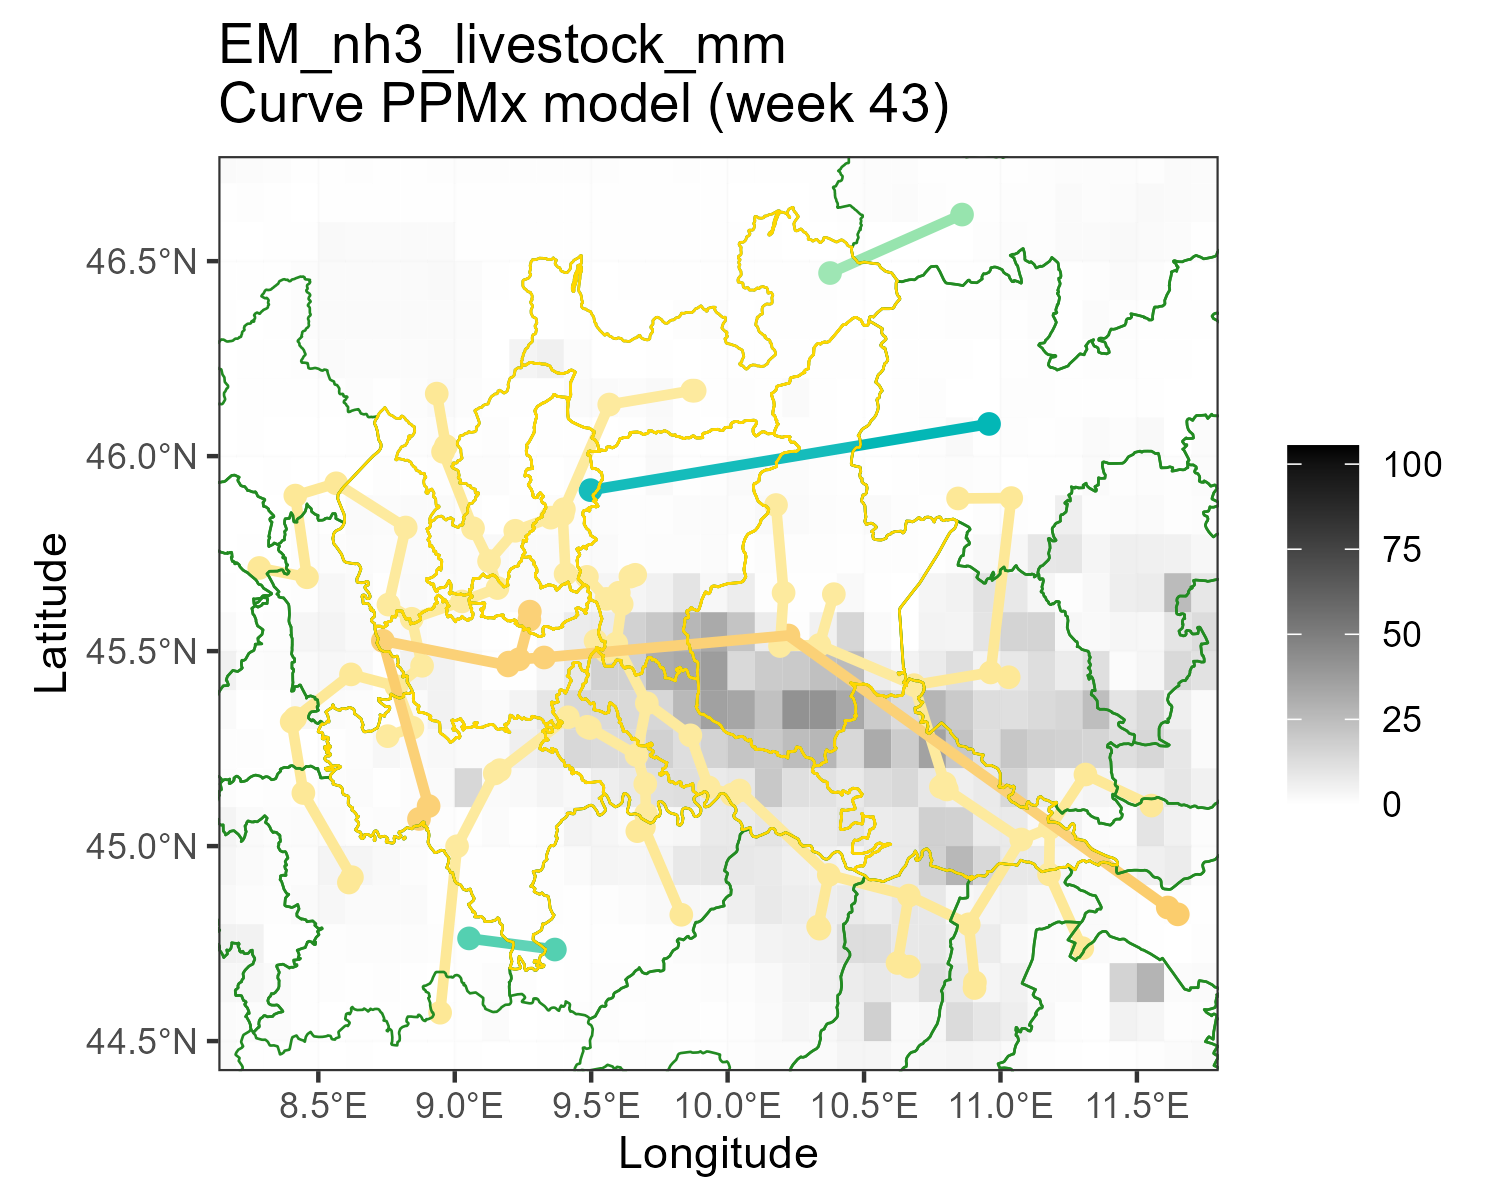 EM_nh3_livestock_mm
Curve PPMx model (week 43)
46.5°N
46.0°N
45.5°N
45.0°N
44.5°N
Latitude
8.5°E 9.0°E 9.5°E 10.0°E 10.5°E 11.0°E 11.5°E
Longitude
100
75
50
25
0